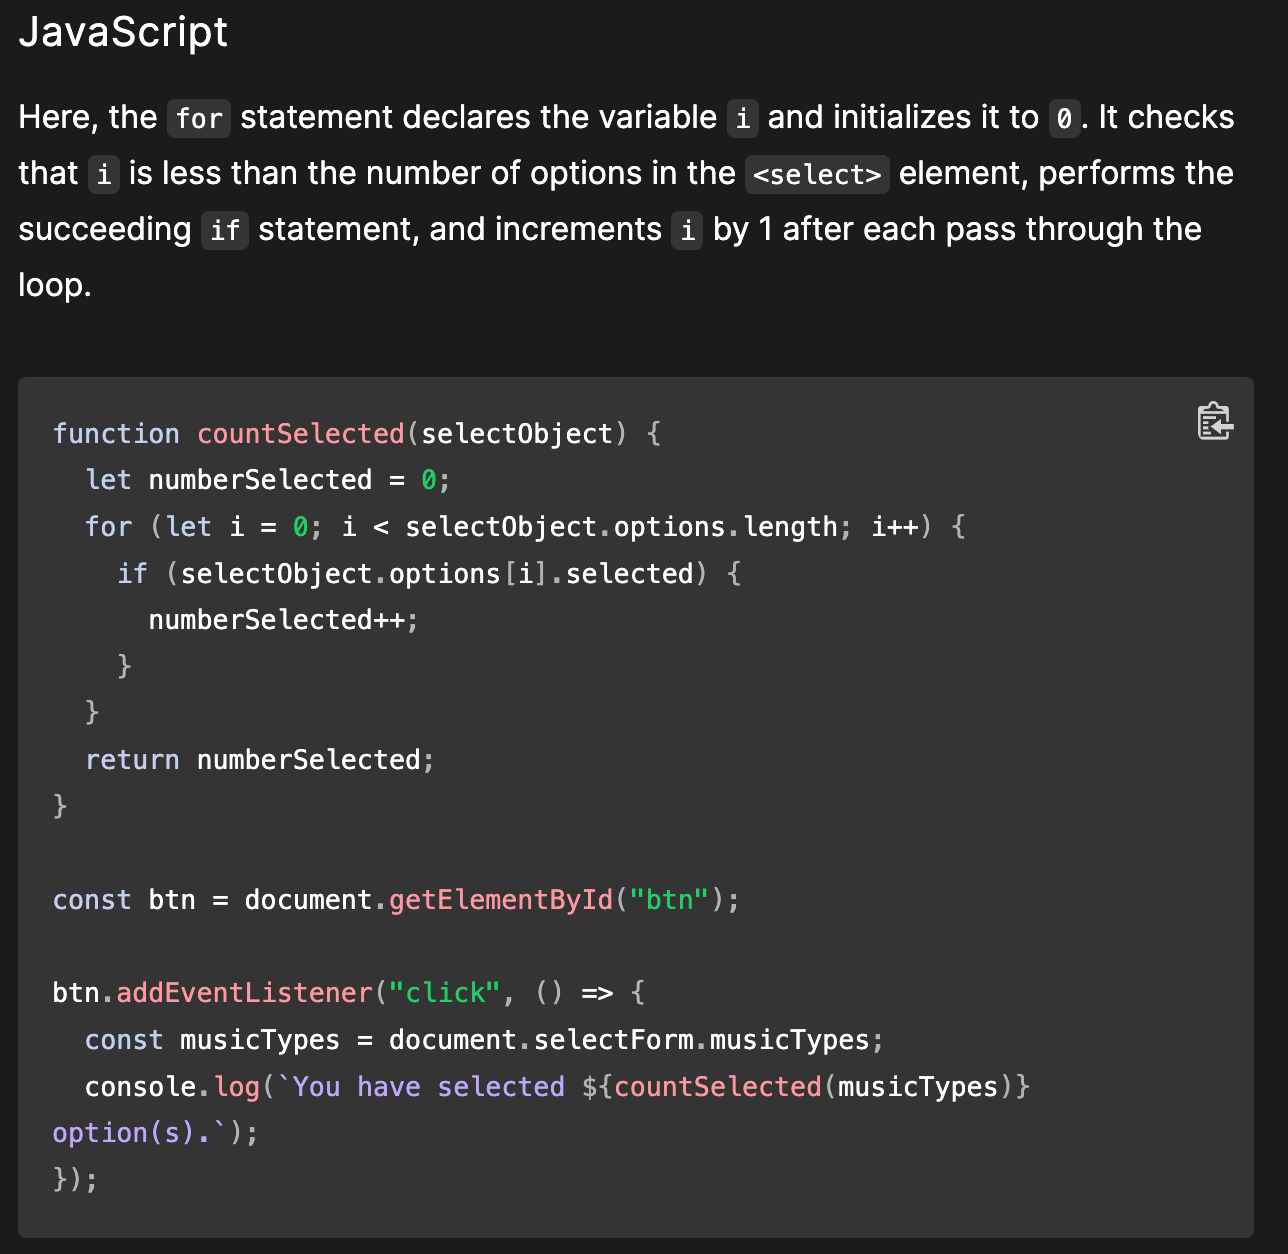 JavaScript
Here, the for statement declares the variable i and initializes it to 0. It checks
that i is less than the number of options in the <select> element, performs the
succeeding if statement, and increments i by 1 after each pass through the
loop.
function countSelected(selectObject) {
  let numberSelected = 0;
  for (let i = 0; i < selectObject.options.length; i++) {
    if (selectObject.options[i].selected) {
      numberSelected++;
    }
  }
  return numberSelected;
}
const btn = document.getElementById("btn");
btn.addEventListener("click", () => {
  const musicTypes = document.selectForm.musicTypes;
  console.log(`You have selected ${countSelected(musicTypes)}
option(s).`);
});